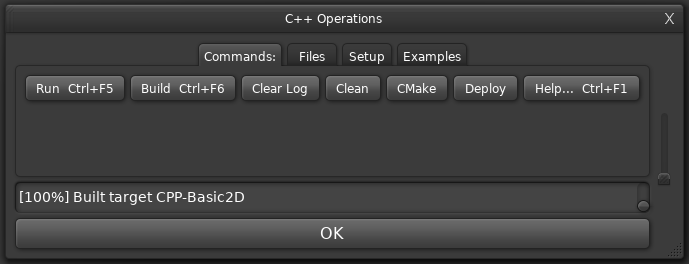 C++ Operations X
Commands: Files Setup Examples
Run Ctrl+F5 Build Ctrl+F6 Clear Log Clean CMake Deploy Help... Ctrl+F1
[100%] Built target CPP-Basic2D
OK